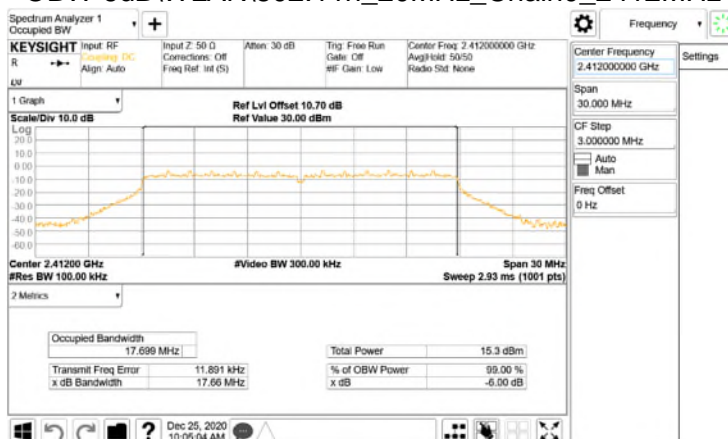 Spectrum Analyzer 1
Occupied BW
Frequency
KEYSIGHT
Input: RF
Coupling: DC
Align: Auto
Input Z: 50 Ω
Corrections: Off
Freq Ref: Int (S)
Atten: 30 dB
Trig: Free Run
Gate: Off
#IF Gain: Low
Center Freq: 2.412000000 GHz
Avg|Hold: 50/50
Radio Std: None
R
Center Frequency
2.412000000 GHz
Settings
Span
30.000 MHz
CF Step
3.000000 MHz
Auto
Man
Freq Offset
0 Hz
1 Graph
Scale/Div 10.0 dB
Ref Lvl Offset 10.70 dB
Ref Value 30.00 dBm
Log
20.0
10.0
0.00
-10.0
-20.0
-30.0
-40.0
-50.0
-60.0
Center 2.41200 GHz
#Video BW 300.00 kHz
Span 30 MHz
#Res BW 100.00 kHz
Sweep 2.93 ms (1001 pts)
2 Metrics
Occupied Bandwidth
17.699 MHz
Total Power 15.3 dBm
Transmit Freq Error 11.891 kHz
% of OBW Power 99.00 %
x dB Bandwidth 17.66 MHz
x dB -6.00 dB
?
Dec 25, 2020
10:05:04 AM